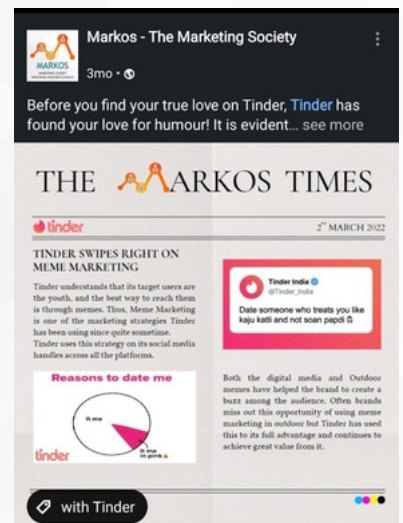 Markos - The Marketing Society
MARKOS
3mo •
Before you find your true love on Tinder, Tinder has
found your love for humour! It is evident... see more
THE MARKOS TIMES
tinder
2nd MARCH 2022
TINDER SWIPES RIGHT ON
MEME MARKETING
Tinder understands that its target users are
the youth, and the best way to reach them
is through memes. Thus, Meme Marketing
is one of the marketing strategies Tinder
has been using since quite sometime.
Tinder uses this strategy on its social media
handles across all the platforms.
Reasons to date me
It me
It me
in pink
tinder
Tinder India
@Tinder_India
Date someone who treats you like
kaju katli and not soan papdi
Both the digital media and Outdoor
memes have helped the brand to create a
buzz among the audience. Often brands
miss out this opportunity of using meme
marketing in outdoor but Tinder has used
this to its full advantage and continues to
achieve great value from it.
with Tinder